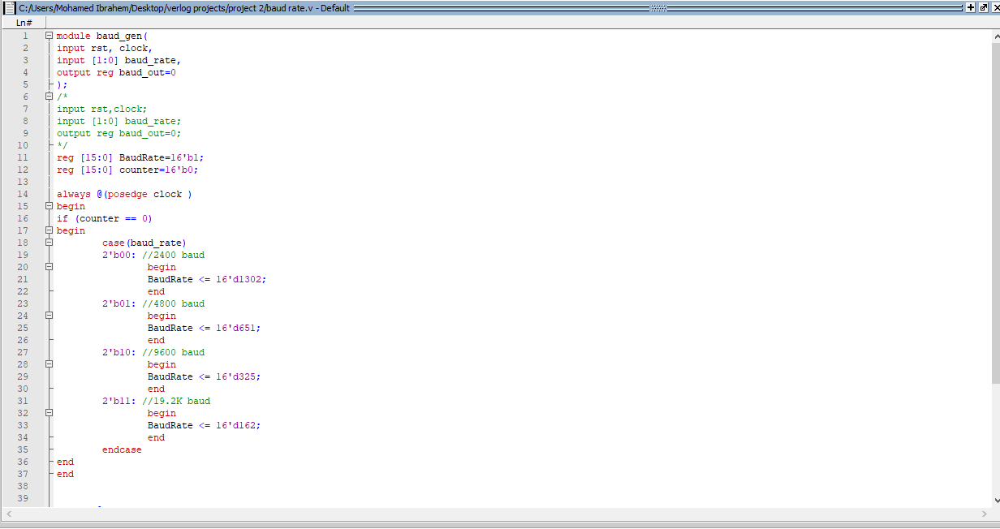 C:/Users/Mohamed Ibrahem/Desktop/verlog projects/project 2/baud rate.v - Default
Ln#
1 module baud_gen(
2 input rst, clock,
3 input [1:0] baud_rate,
4 output reg baud_out=0
5 );
6 /*
7 input rst,clock;
8 input [1:0] baud_rate;
9 output reg baud_out=0;
10 */
11 reg [15:0] BaudRate=16'b1;
12 reg [15:0] counter=16'b0;
13
14 always @(posedge clock )
15 begin
16 if (counter == 0)
17 begin
18 case(baud_rate)
19 2'b00: //2400 baud
20 begin
21 BaudRate <= 16'd1302;
22 end
23 2'b01: //4800 baud
24 begin
25 BaudRate <= 16'd651;
26 end
27 2'b10: //9600 baud
28 begin
29 BaudRate <= 16'd325;
30 end
31 2'b11: //19.2K baud
32 begin
33 BaudRate <= 16'd162;
34 end
35 endcase
36 end
37 end
38
39